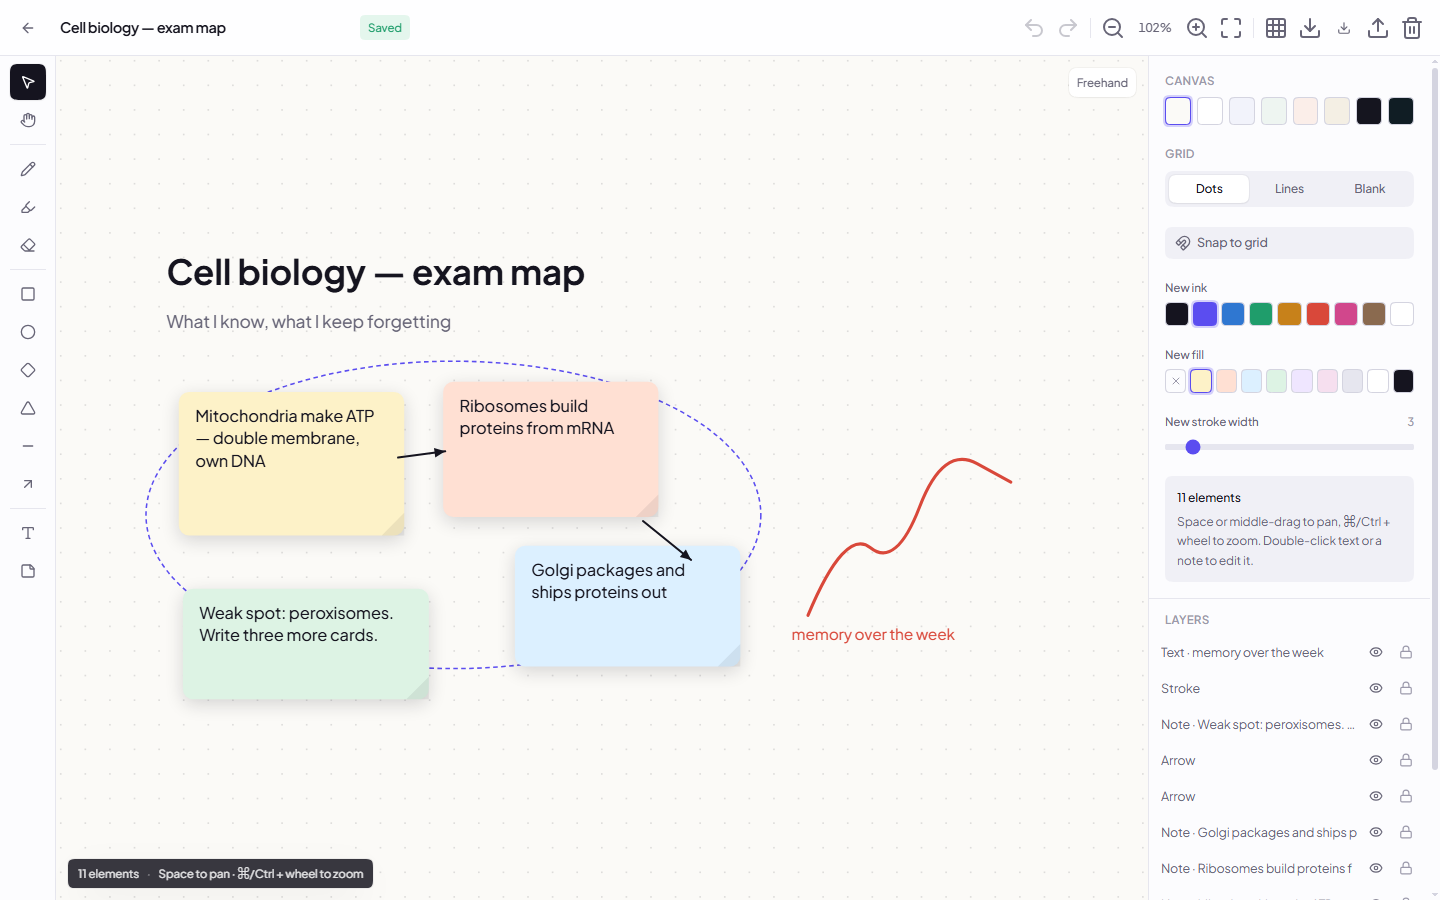 Cell biology — exam map
Saved
102%
Freehand
Cell biology — exam map
What I know, what I keep forgetting
Mitochondria make ATP
— double membrane,
own DNA
Ribosomes build
proteins from mRNA
Golgi packages and
ships proteins out
Weak spot: peroxisomes.
Write three more cards.
memory over the week
11 elements · Space to pan · ⌘/Ctrl + wheel to zoom
CANVAS
GRID
Dots
Lines
Blank
Snap to grid
New ink
New fill
New stroke width
3
11 elements
Space or middle-drag to pan, ⌘/Ctrl +
wheel to zoom. Double-click text or a
note to edit it.
LAYERS
Text · memory over the week
Stroke
Note · Weak spot: peroxisomes. ...
Arrow
Arrow
Note · Golgi packages and ships p
Note · Ribosomes build proteins f